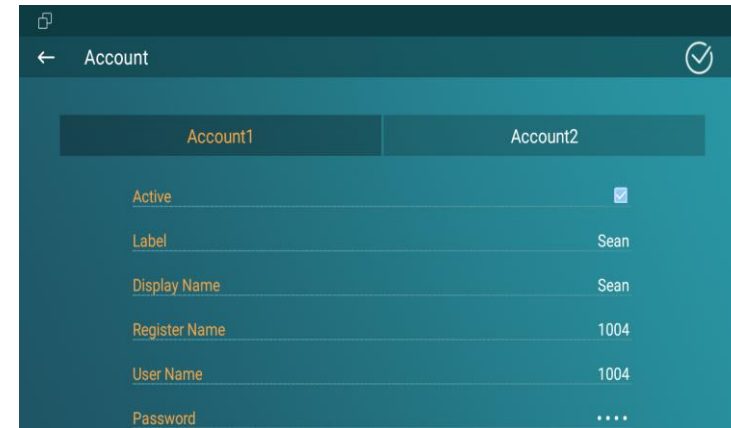 Account
Account1 Account2
Active
Label Sean
Display Name Sean
Register Name 1004
User Name 1004
Password ••••